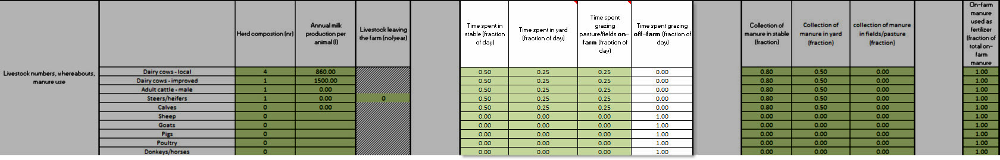 Livestock numbers, whereabouts, manure use
Herd compostion (nr)
Annual milk production per animal (l)
Livestock leaving the farm (no/year)
Time spent in stable (fraction of day)
Time spent in yard (fraction of day)
Time spent grazing pasture/fields on-farm (fraction of day)
Time spent grazing off-farm (fraction of day)
Collection of manure in stable (fraction)
Collection of manure in yard (fraction)
collection of manure in fields/pasture (fraction)
On-farm manure used as fertilizer (fraction of total on-farm manure
Dairy cows - local 4 860.00 0.50 0.25 0.25 0.00 0.80 0.50 0.00 1.00
Dairy cows - improved 1 1500.00 0.50 0.25 0.25 0.00 0.80 0.50 0.00 1.00
Adult cattle - male 1 0.00 0.50 0.25 0.25 0.00 0.80 0.50 0.00 1.00
Steers/heifers 1 0.00 0 0.50 0.25 0.25 0.00 0.80 0.50 0.00 1.00
Calves 0 0.00 0.50 0.25 0.25 0.00 0.80 0.50 0.00 1.00
Sheep 0 0.00 0.00 0.00 1.00 0.00 0.00 0.00 1.00
Goats 0 0.00 0.00 0.00 1.00 0.00 0.00 0.00 1.00
Pigs 0 0.00 0.00 0.00 1.00 0.00 0.00 0.00 1.00
Poultry 0 0.00 0.00 0.00 1.00 0.00 0.00 0.00 1.00
Donkeys/horses 0 0.00 0.00 0.00 1.00 0.00 0.00 0.00 1.00